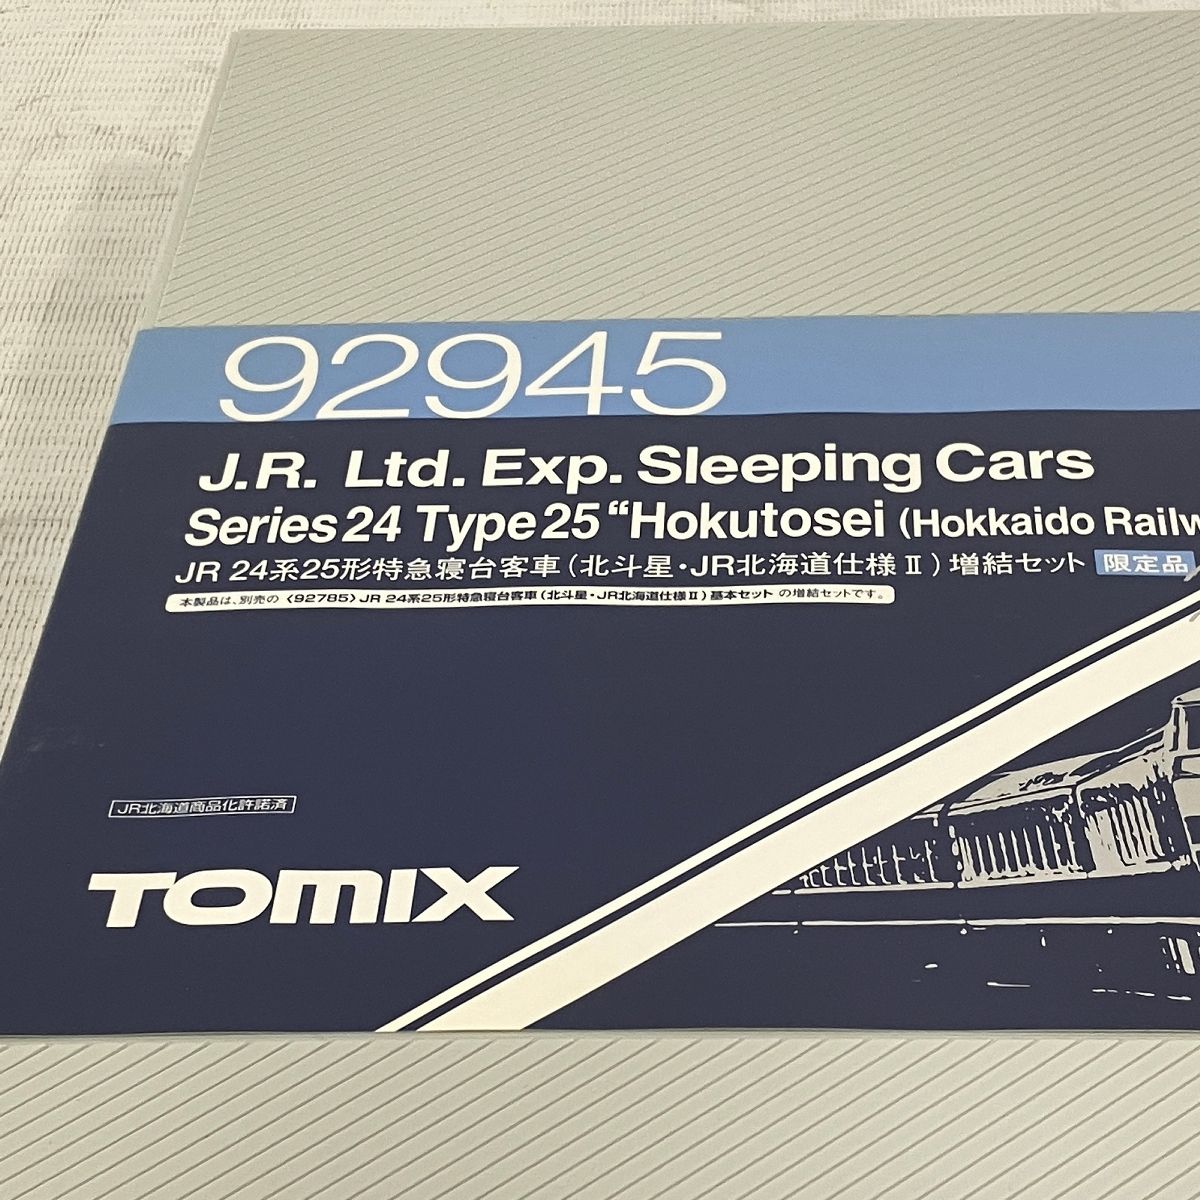 92945
J.R. Ltd. Exp. Sleeping Cars
Series 24 Type 25 “Hokutosei (Hokkaido Railw
JR 24系25形特急寝台客車(北斗星・JR北海道仕様Ⅱ)増結セット 限定品
本製品は、別売の〈92785〉JR 24系25形特急寝台客車(北斗星・JR北海道仕様Ⅱ)基本セット の増結セットです。
JR北海道商品化許諾済
TOMIX